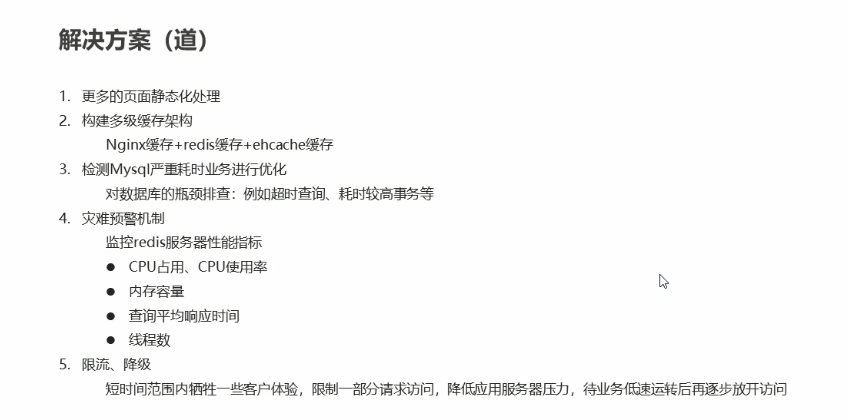 解决方案（道）
1. 更多的页面静态化处理
2. 构建多级缓存架构
Nginx缓存+redis缓存+ehcache缓存
3. 检测Mysql严重耗时业务进行优化
对数据库的瓶颈排查：例如超时查询、耗时较高事务等
4. 灾难预警机制
监控redis服务器性能指标
● CPU占用、CPU使用率
● 内存容量
● 查询平均响应时间
● 线程数
5. 限流、降级
短时间范围内牺牲一些客户体验，限制一部分请求访问，降低应用服务器压力，待业务低速运转后再逐步放开访问